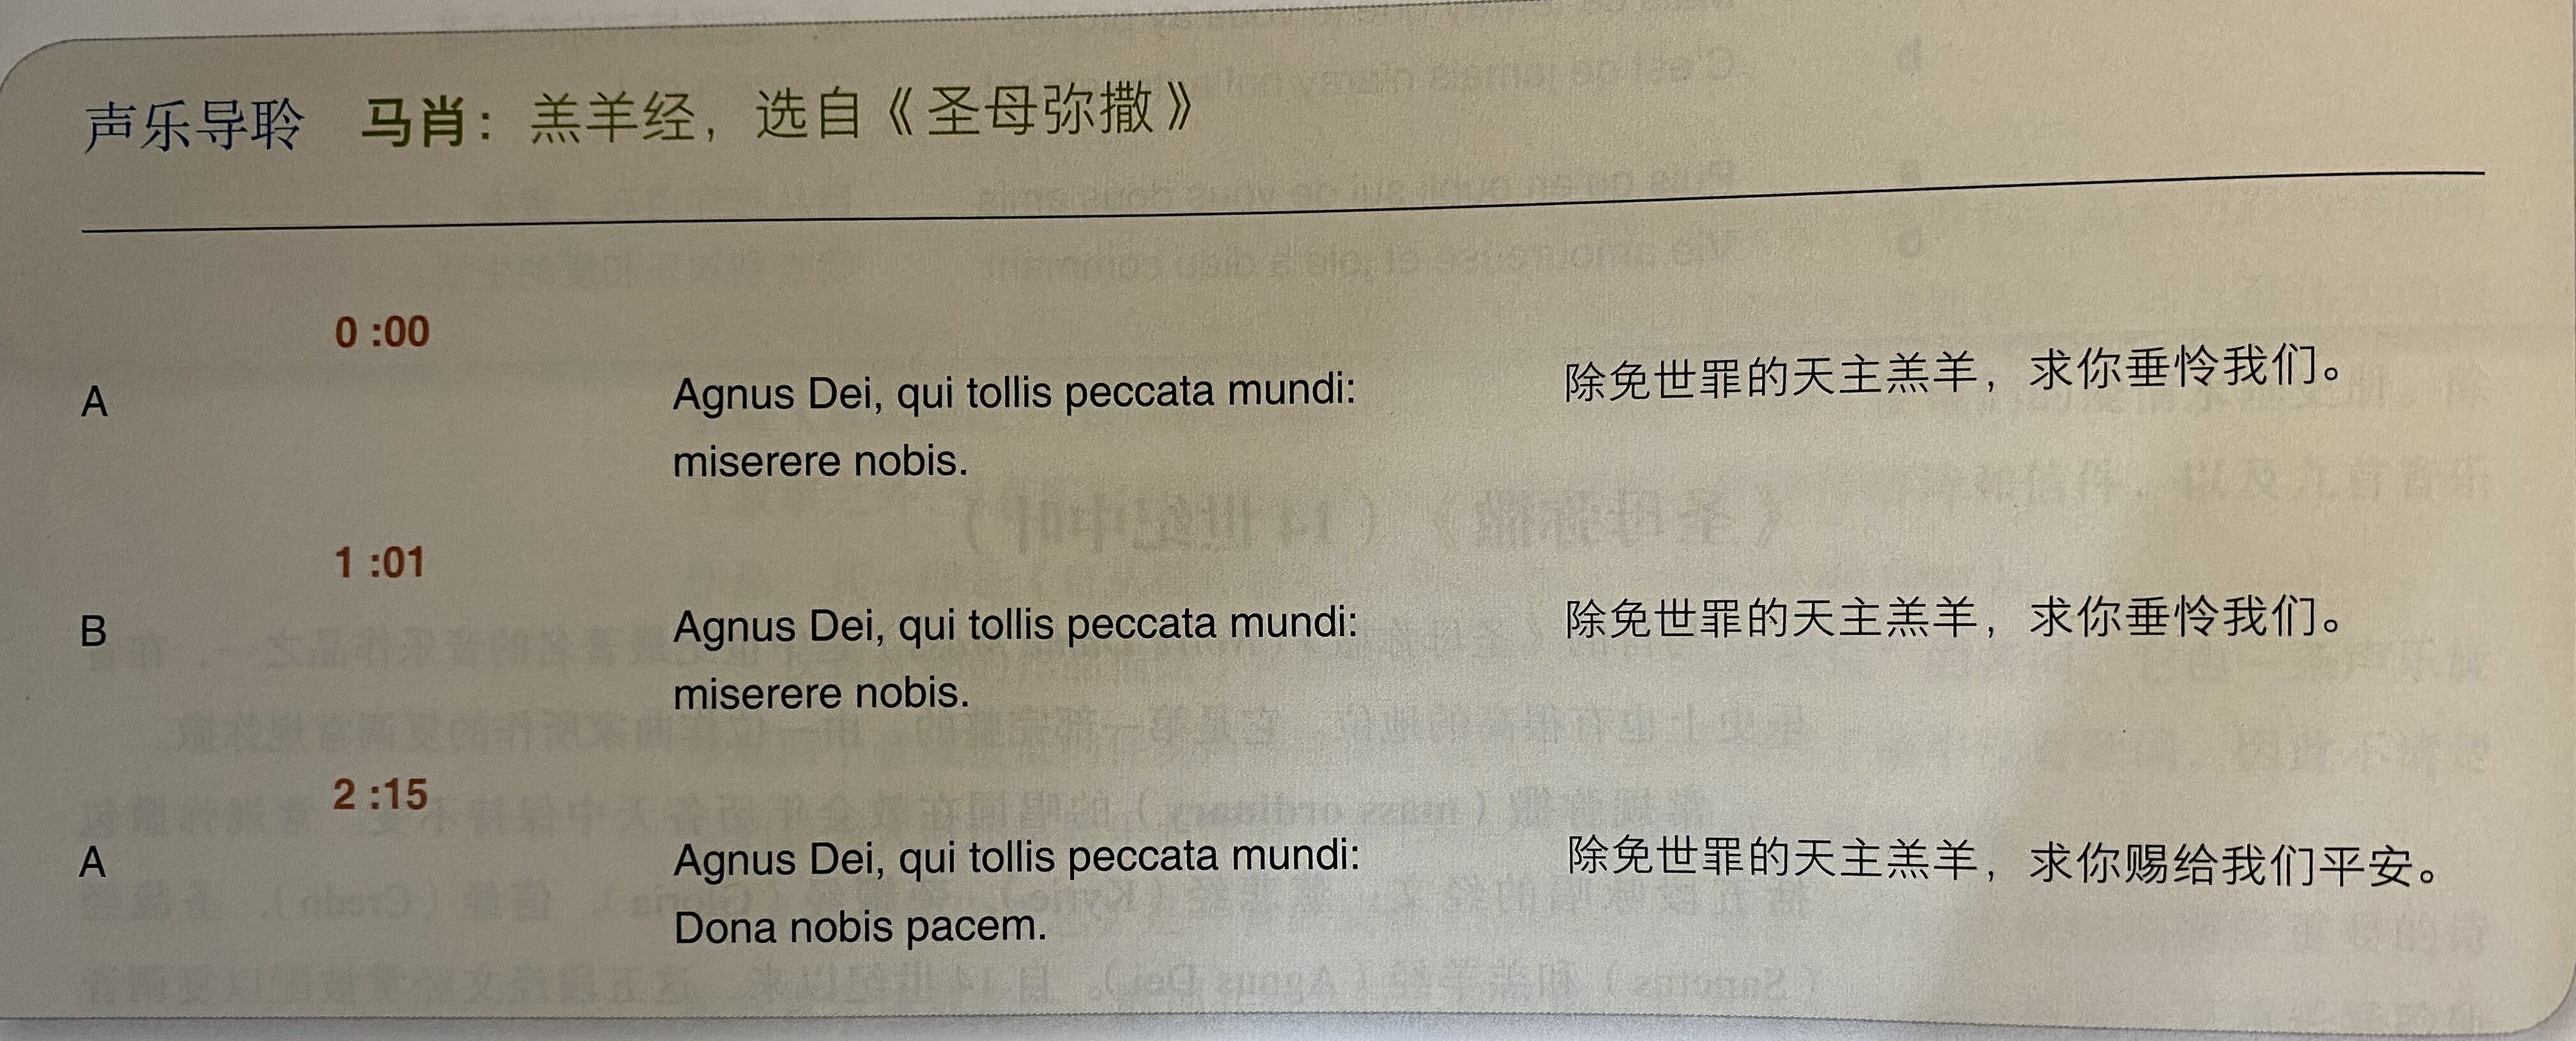 声乐导聆 马肖：羔羊经，选自《圣母弥撒》
0 :00
A Agnus Dei, qui tollis peccata mundi: 除免世罪的天主羔羊，求你垂怜我们。
miserere nobis.
1 :01
B Agnus Dei, qui tollis peccata mundi: 除免世罪的天主羔羊，求你垂怜我们。
miserere nobis.
2 :15
A Agnus Dei, qui tollis peccata mundi: 除免世罪的天主羔羊，求你赐给我们平安。
Dona nobis pacem.